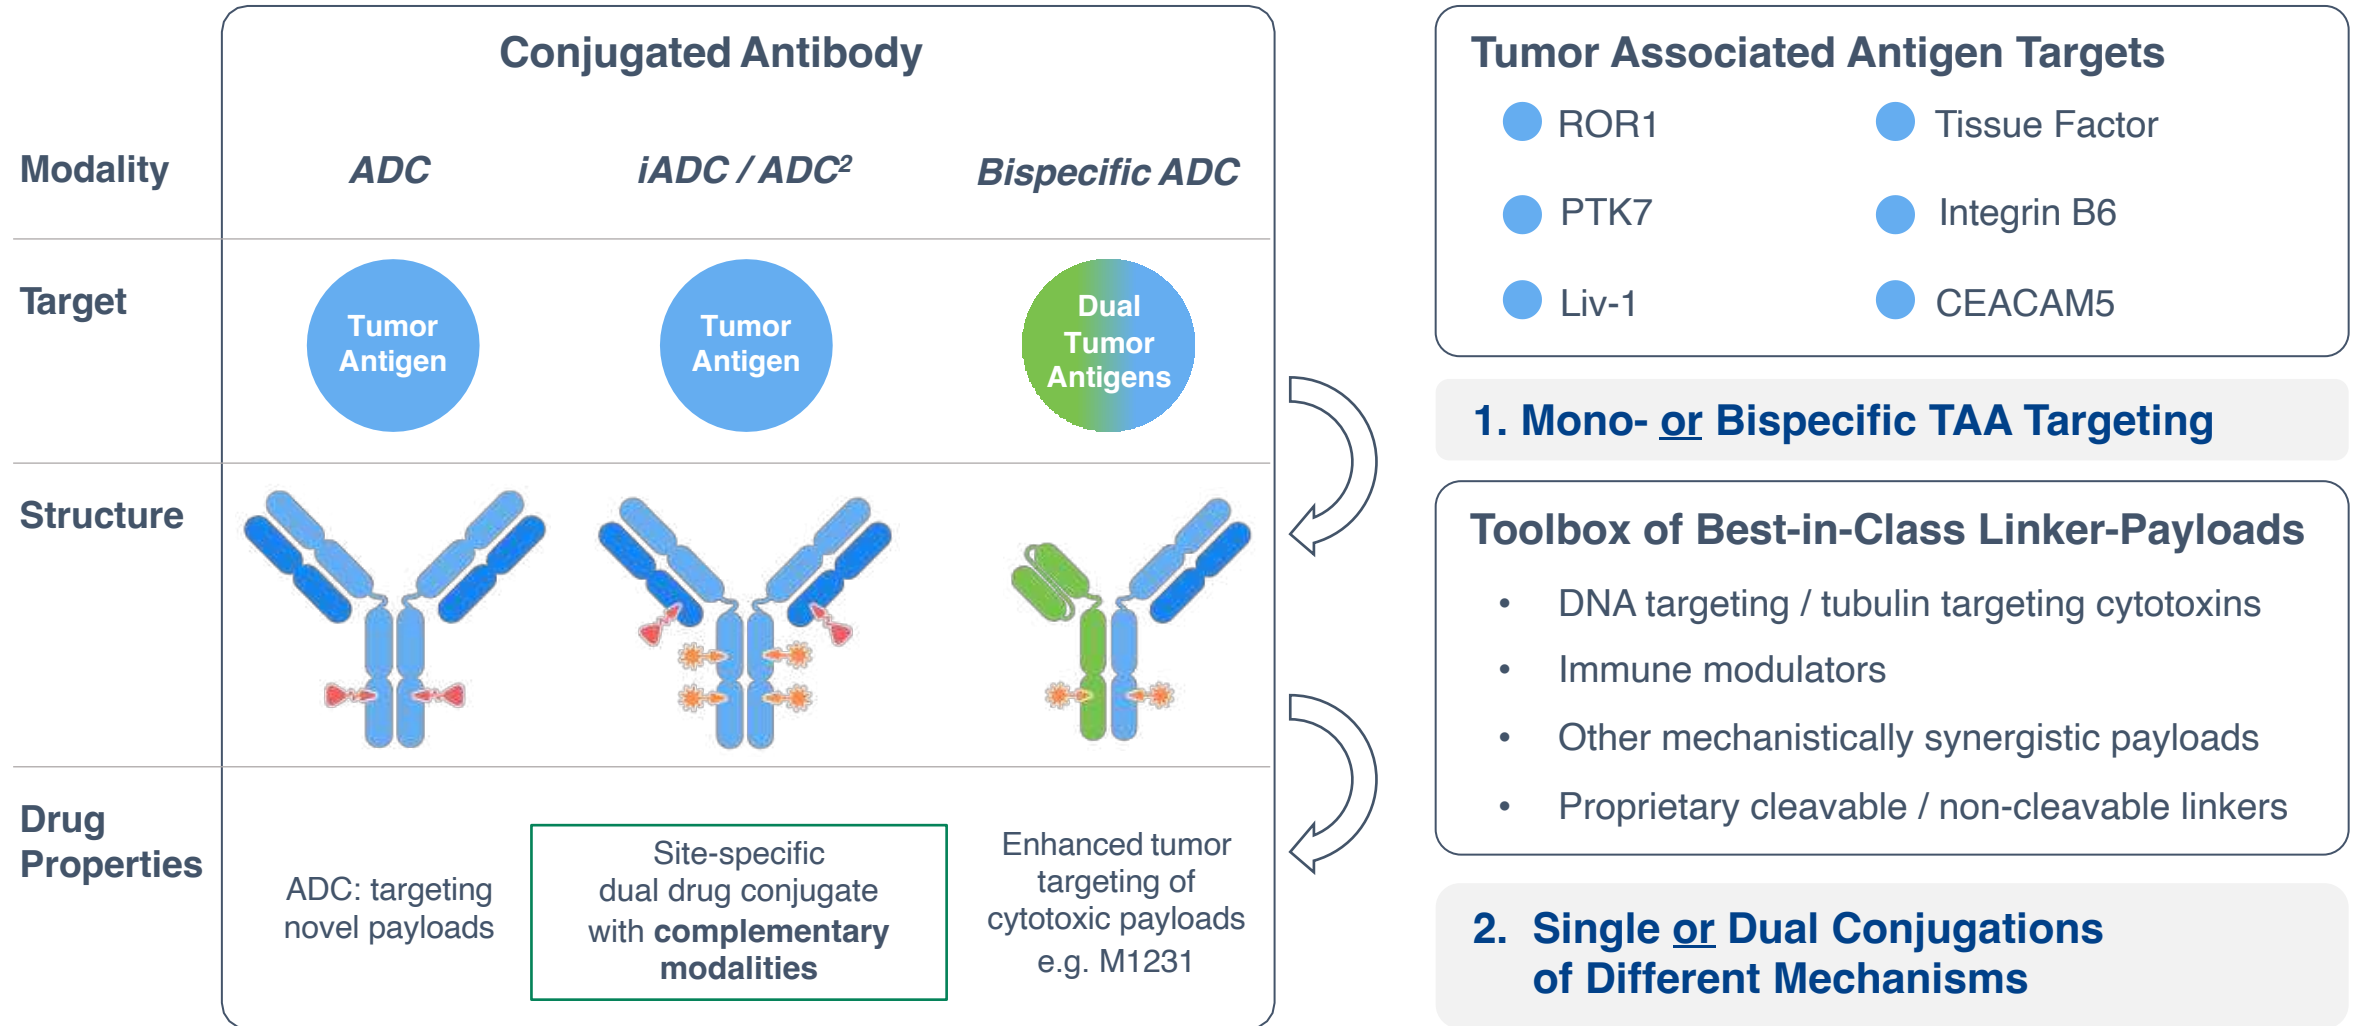 Conjugated Antibody
Modality
ADC
iADC / ADC²
Bispecific ADC
Target
Tumor
Antigen
Tumor
Antigen
Dual
Tumor
Antigens
Structure
Drug
Properties
ADC: targeting
novel payloads
Site-specific
dual drug conjugate
with complementary
modalities
Enhanced tumor
targeting of
cytotoxic payloads
e.g. M1231
Tumor Associated Antigen Targets
ROR1
Tissue Factor
PTK7
Integrin B6
Liv-1
CEACAM5
1. Mono- or Bispecific TAA Targeting
Toolbox of Best-in-Class Linker-Payloads
• DNA targeting / tubulin targeting cytotoxins
• Immune modulators
• Other mechanistically synergistic payloads
• Proprietary cleavable / non-cleavable linkers
2. Single or Dual Conjugations
of Different Mechanisms